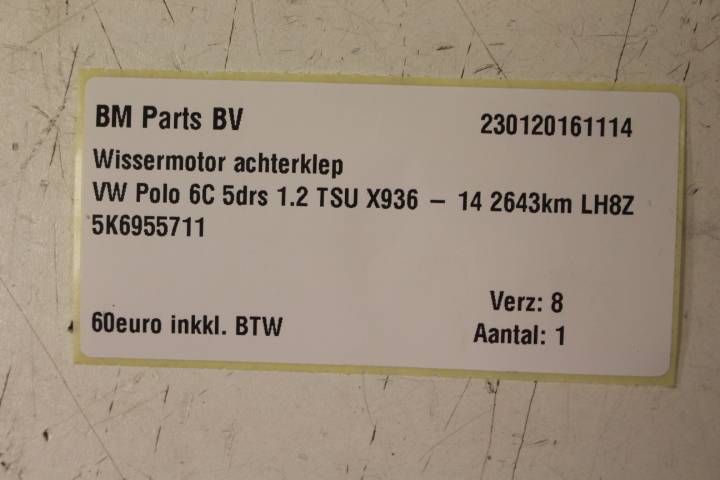 BM Parts BV 230120161114
Wissermotor achterklep
VW Polo 6C 5drs 1.2 TSU X936 – 14 2643km LH8Z
5K6955711
Verz: 8
60euro inkkl. BTW Aantal: 1